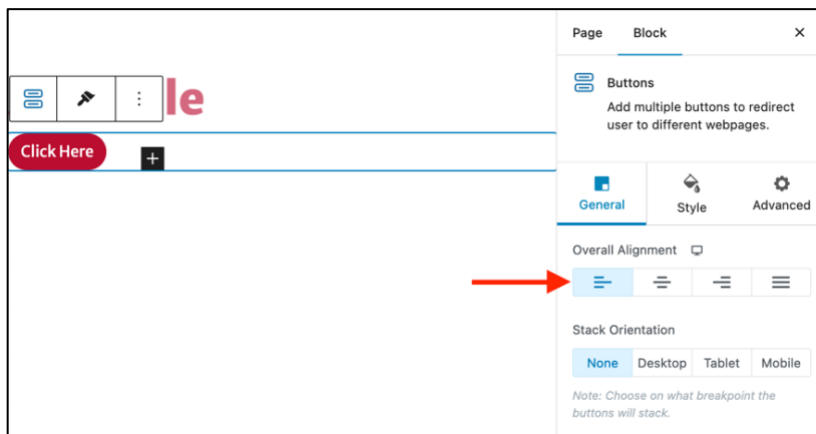 Page Block
Buttons
Add multiple buttons to redirect
user to different webpages.
le
Click Here
General Style Advanced
Overall Alignment
Stack Orientation
None Desktop Tablet Mobile
Note: Choose on what breakpoint the
buttons will stack.